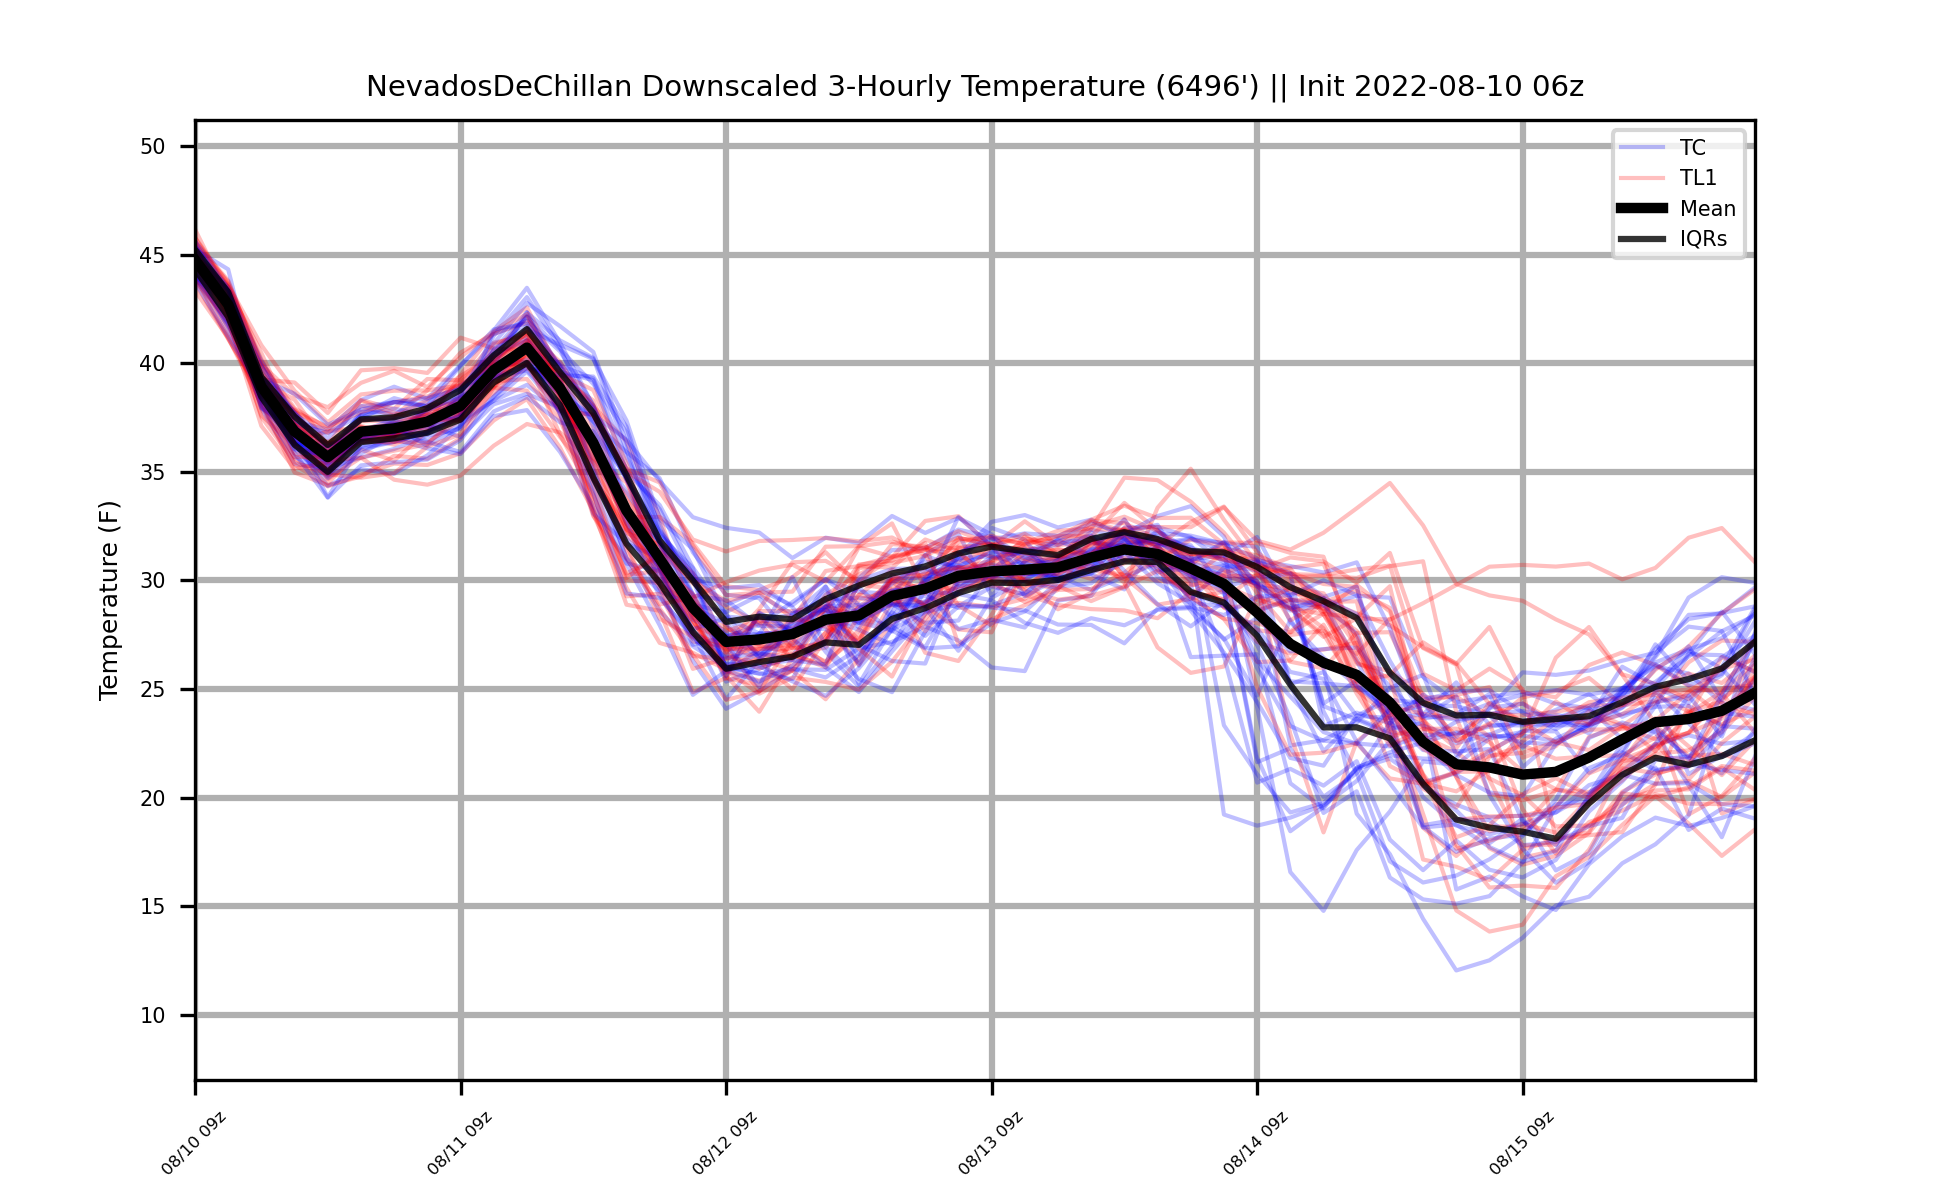 NevadosDeChillan Downscaled 3-Hourly Temperature (6496') || Init 2022-08-10 06z
TC
TL1
Mean
IQRs
Temperature (F)
50
45
40
35
30
25
20
15
10
08/10 09z
08/11 09z
08/12 09z
08/13 09z
08/14 09z
08/15 09z